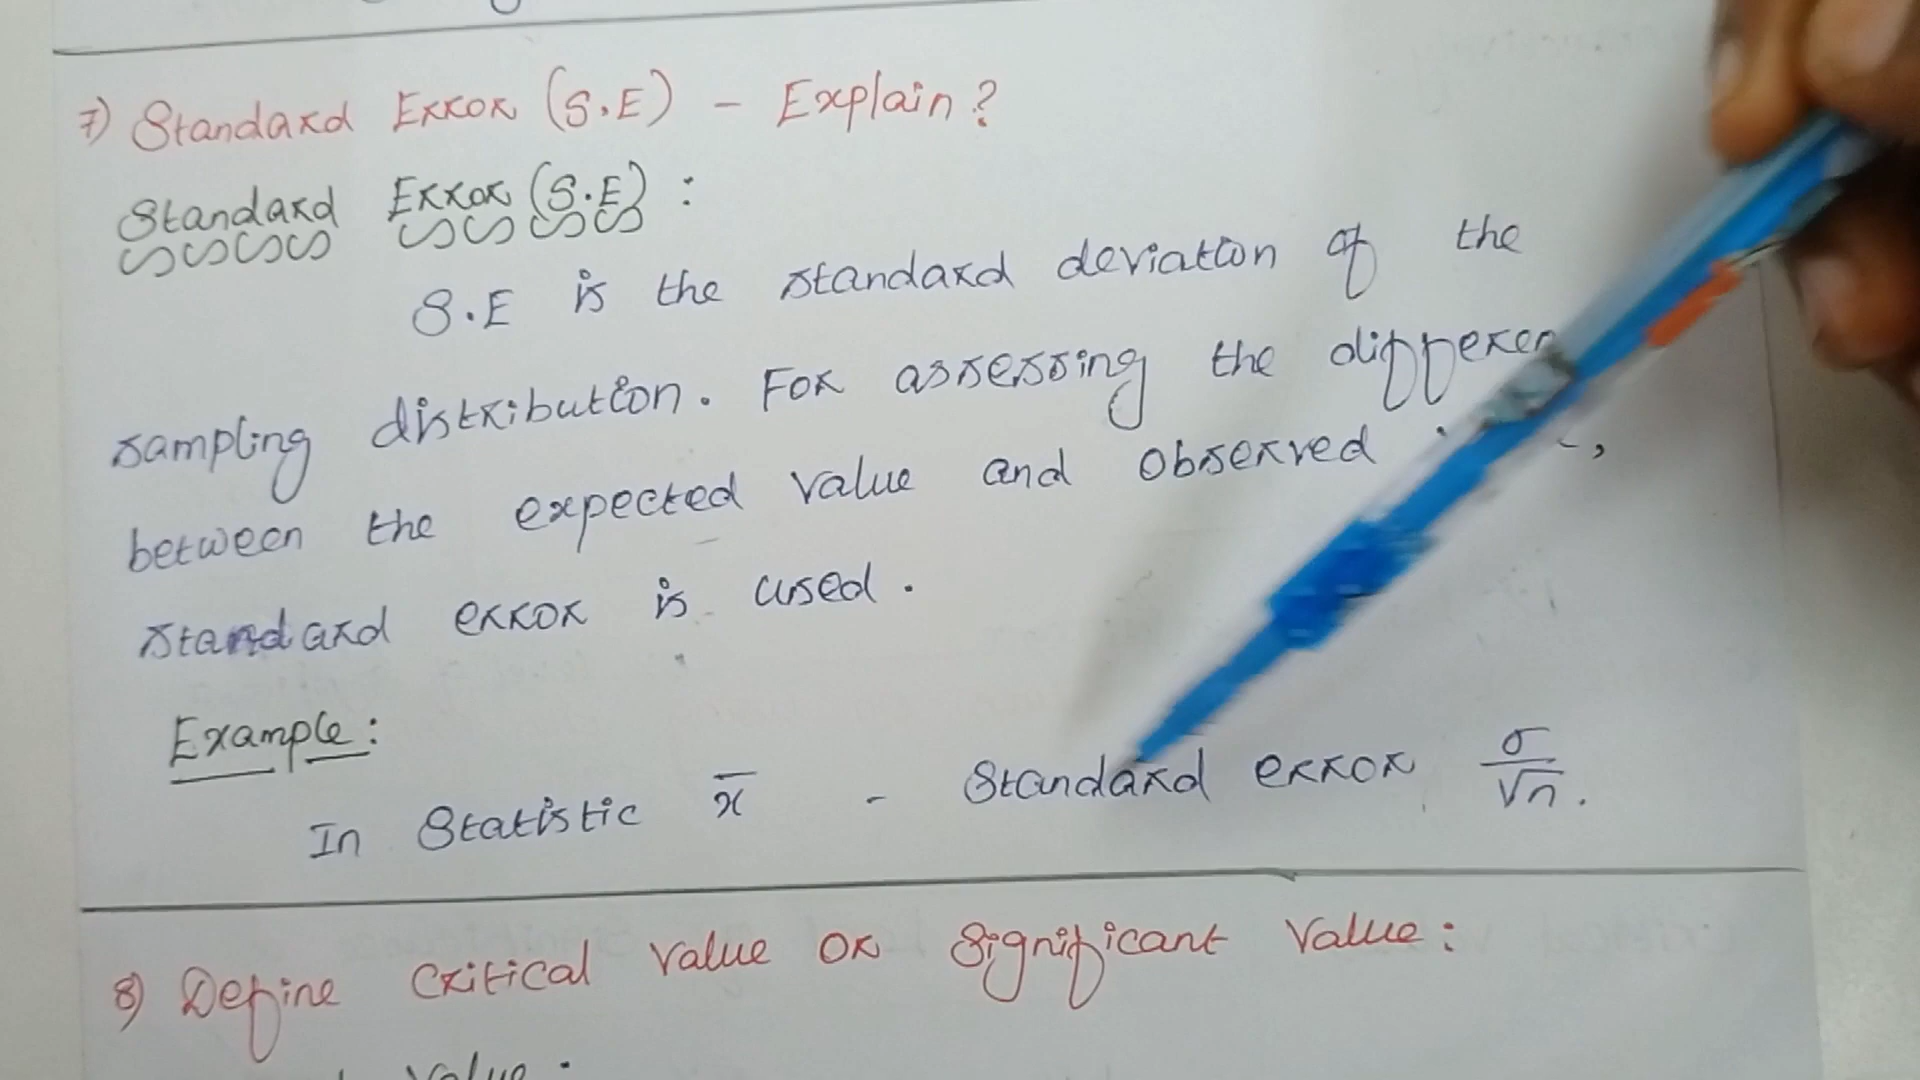 7) Standard Error (S.E) - Explain?
Standard Error (S.E) :
S.E is the standard deviation of the
sampling distribution. For assessing the
between the expected value and observed
standard error is used.
Example:
In Statistic x̄ - Standard error σ/√n.
8) Define Critical Value or Significant Value:
Value: